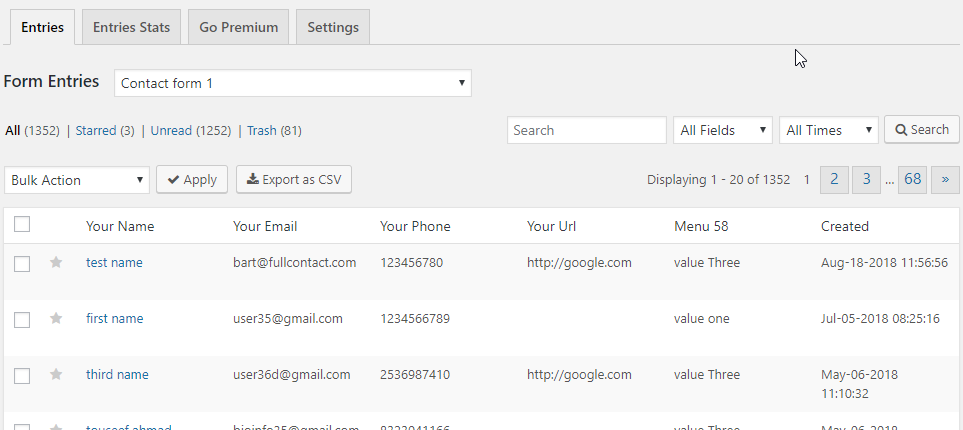 Entries Entries Stats Go Premium Settings
Form Entries Contact form 1
All (1352) | Starred (3) | Unread (1252) | Trash (81) Search All Fields All Times Search
Bulk Action Apply Export as CSV Displaying 1 - 20 of 1352 1 2 3 ... 68 »
Your Name Your Email Your Phone Your Url Menu 58 Created
test name bart@fullcontact.com 123456780 http://google.com value Three Aug-18-2018 11:56:56
first name user35@gmail.com 1234566789 value one Jul-05-2018 08:25:16
third name user36d@gmail.com 2536987410 http://google.com value Three May-06-2018
11:10:32
value Three May-06-2018